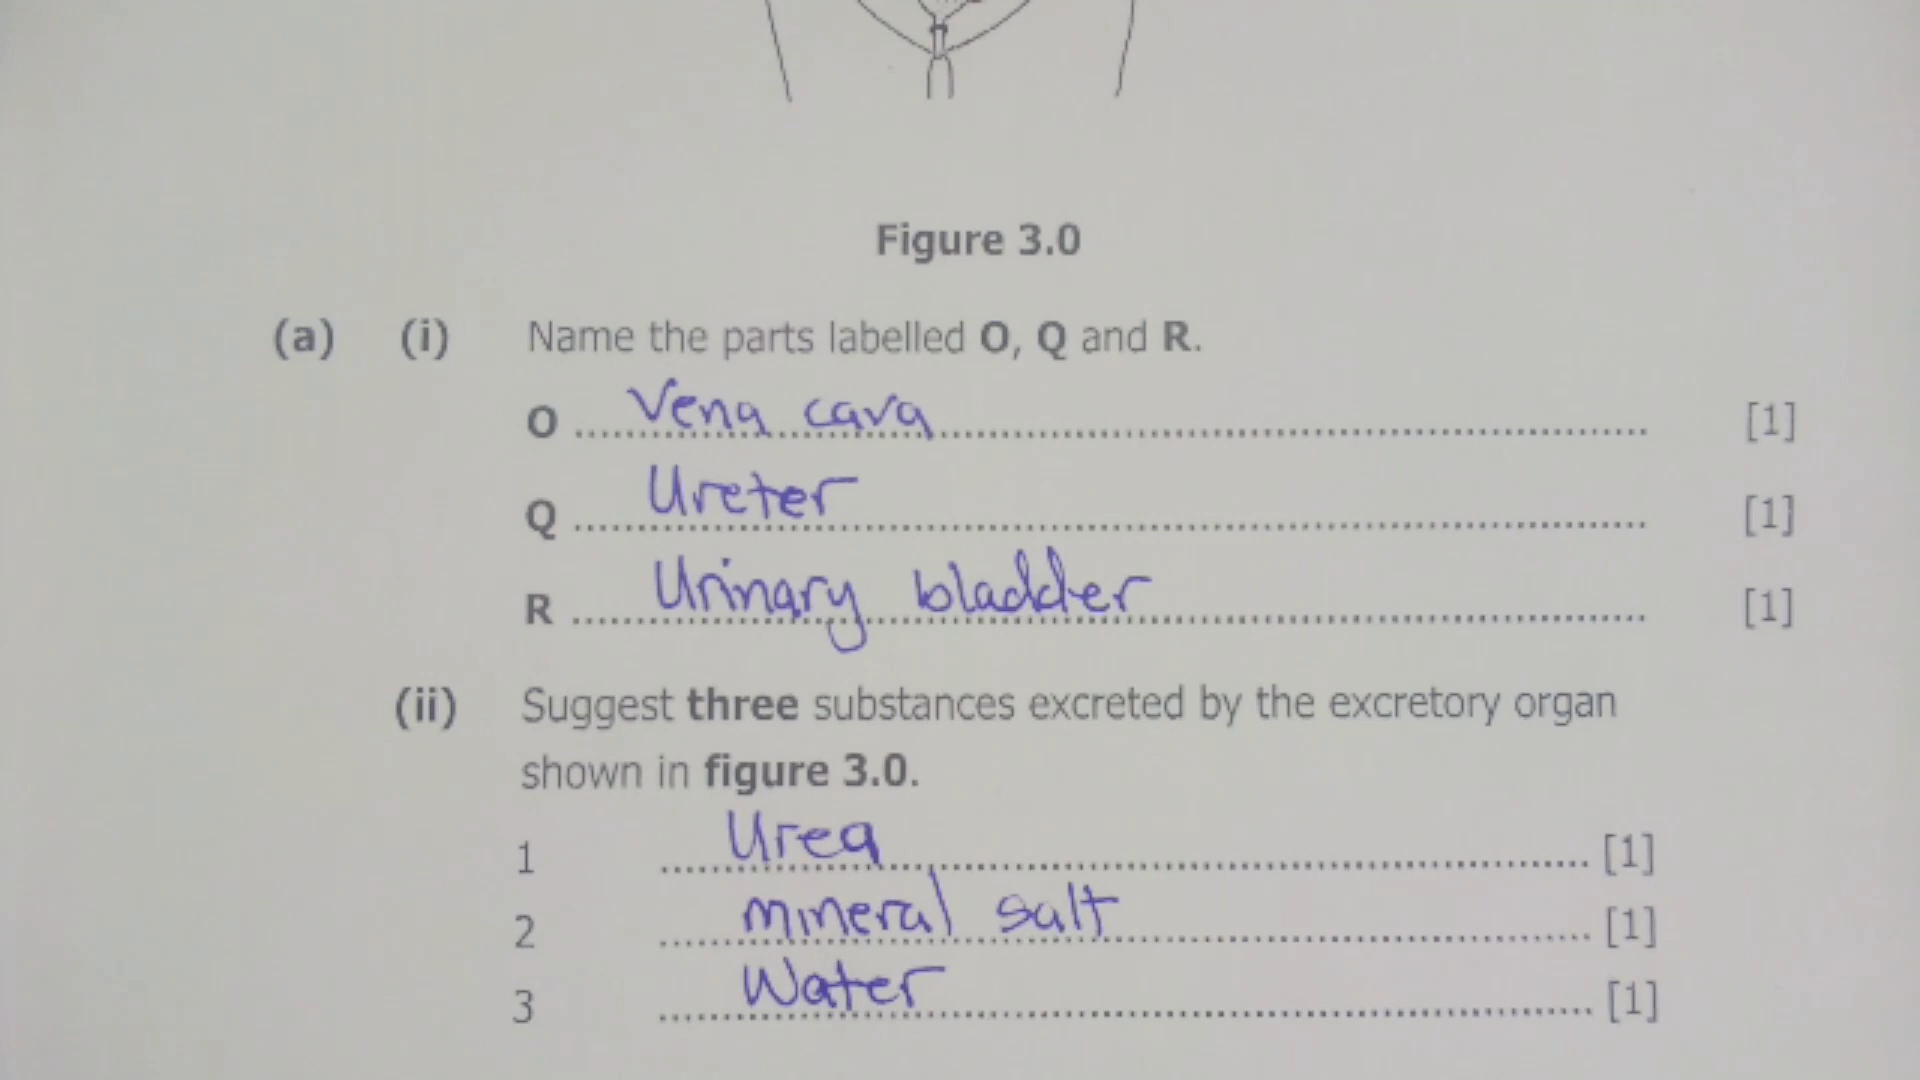 Figure 3.0
(a) (i) Name the parts labelled O, Q and R.
O Vena cava [1]
Q Ureter [1]
R Urinary bladder [1]
(ii) Suggest three substances excreted by the excretory organ
shown in figure 3.0.
1 Urea [1]
2 mineral salt [1]
3 Water [1]